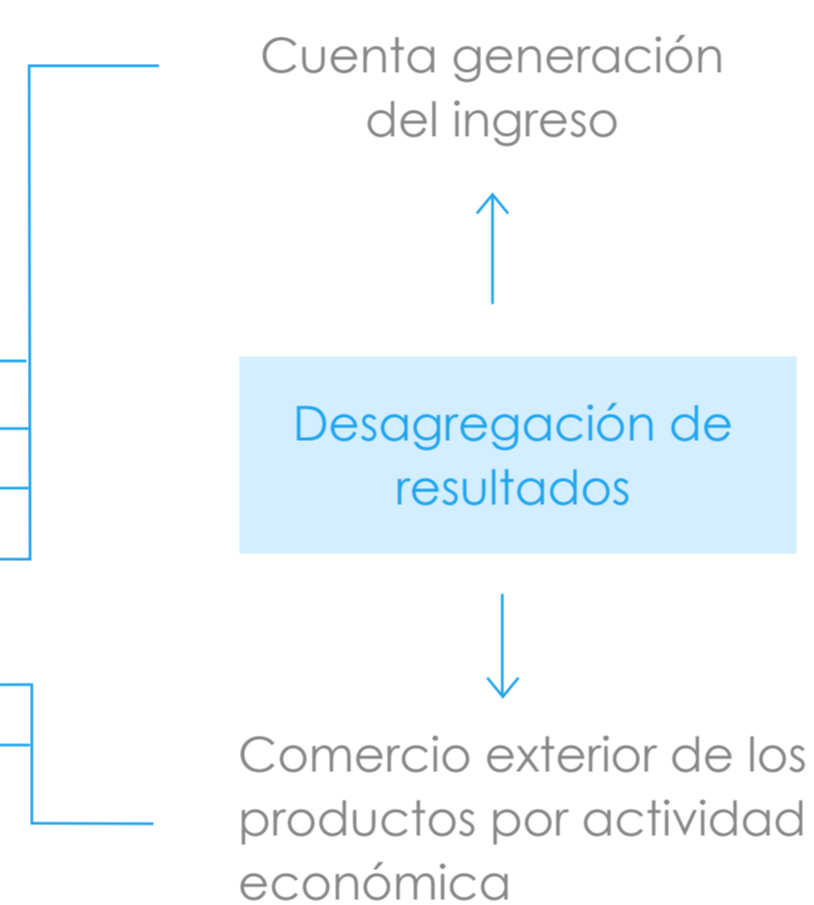 Cuenta generación
del ingreso
Desagregación de
resultados
Comercio exterior de los
productos por actividad
económica